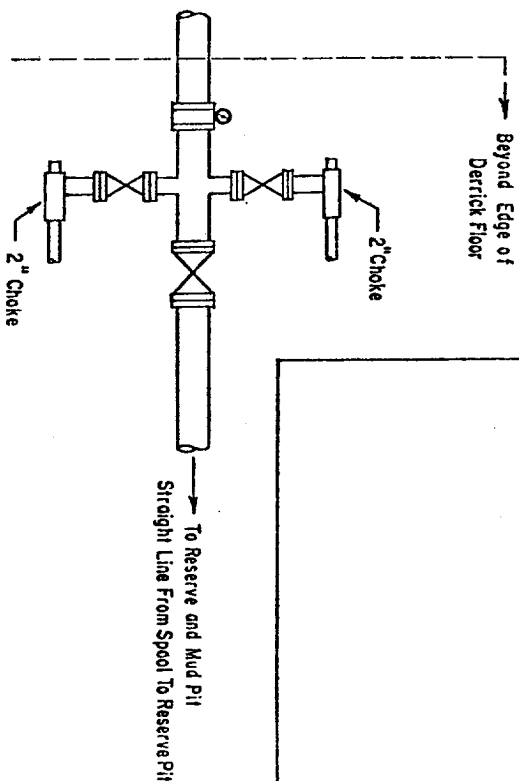 Beyond Edge of
Derrick Floor
2" Choke
2" Choke
To Reserve and Mud Pit
Straight Line From Spool To Reserve Pit